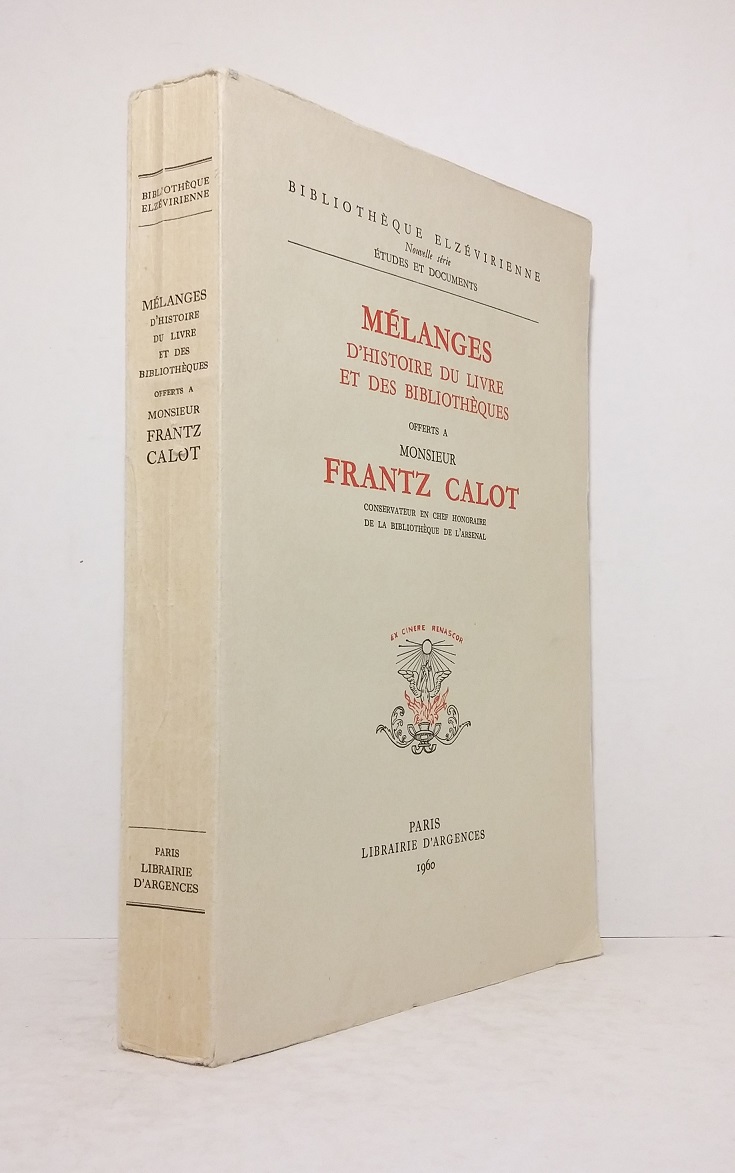 BIBLIOTHÈQUE
ELZÉVIRIENNE
MÉLANGES
D'HISTOIRE
DU LIVRE
ET DES
BIBLIOTHÈQUES
OFFERTS A
MONSIEUR
FRANTZ
CALOT
PARIS
LIBRAIRIE
D'ARGENCES
BIBLIOTHÈQUE ELZÉVIRIENNE
Nouvelle série
ÉTUDES ET DOCUMENTS
MÉLANGES
D'HISTOIRE DU LIVRE
ET DES BIBLIOTHÈQUES
OFFERTS A
MONSIEUR
FRANTZ CALOT
CONSERVATEUR EN CHEF HONORAIRE
DE LA BIBLIOTHÈQUE DE L'ARSENAL
EX CINERE RENASCOR
PARIS
LIBRAIRIE D'ARGENCES
1960